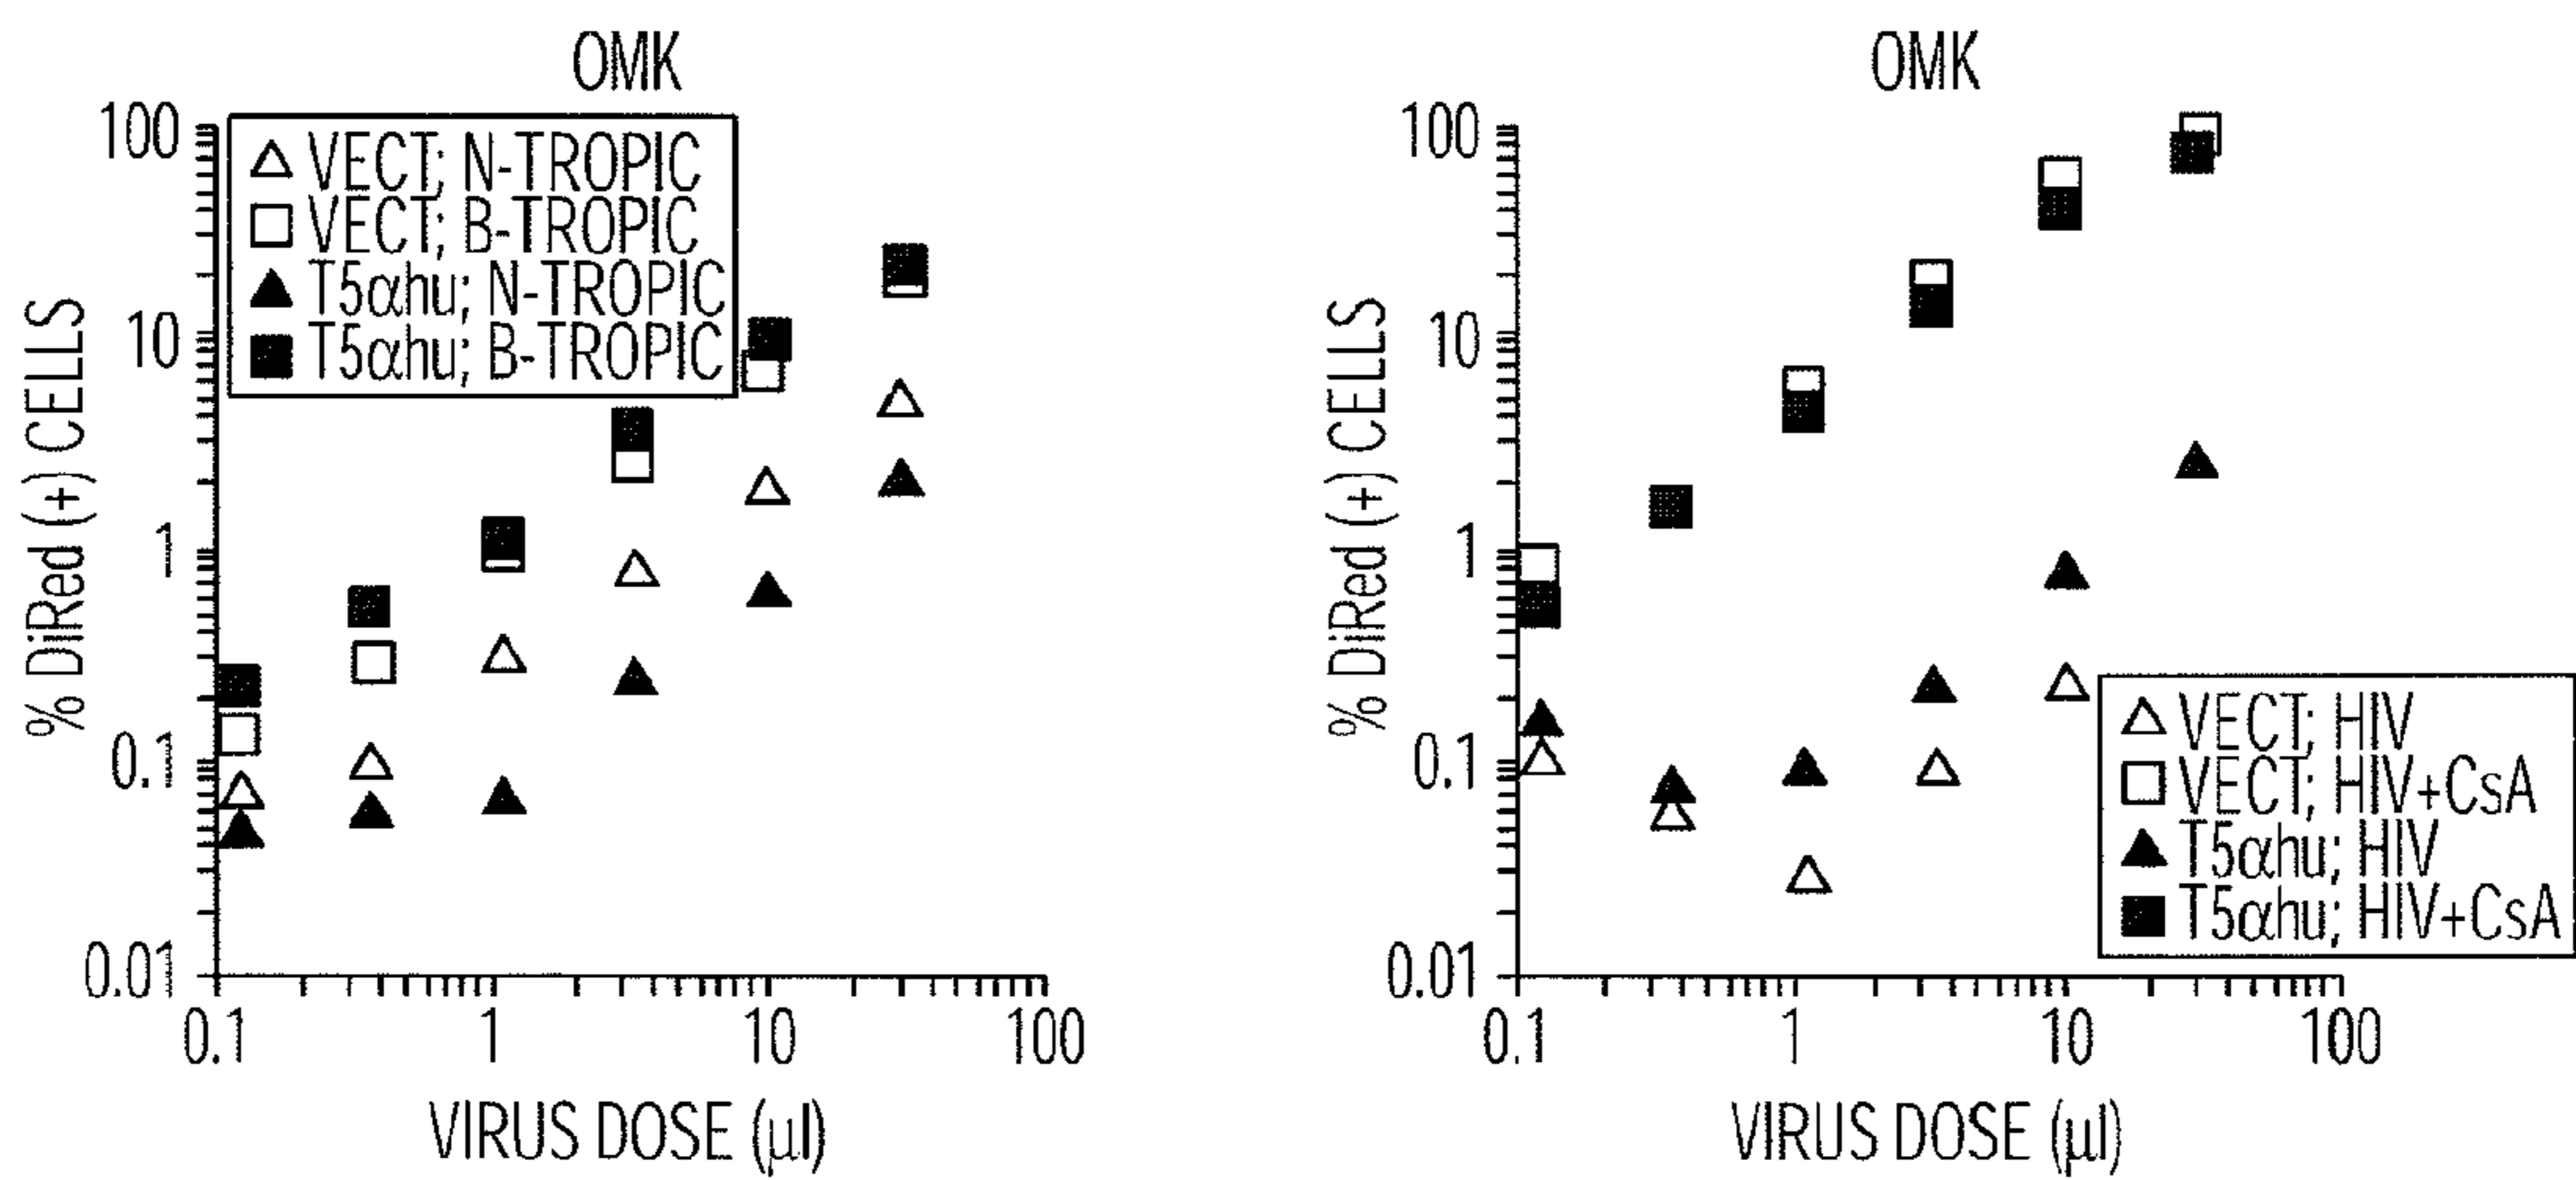 OMK
% DiRed (+) CELLS
100
10
1
0.1
0.01
VECT; N-TROPIC
VECT; B-TROPIC
T5αhu; N-TROPIC
T5αhu; B-TROPIC
0.1 1 10 100
VIRUS DOSE (µl)
OMK
% DiRed (+) CELLS
100
10
1
0.1
0.01
VECT; HIV
VECT; HIV+CsA
T5αhu; HIV
T5αhu; HIV+CsA
0.1 1 10 100
VIRUS DOSE (µl)